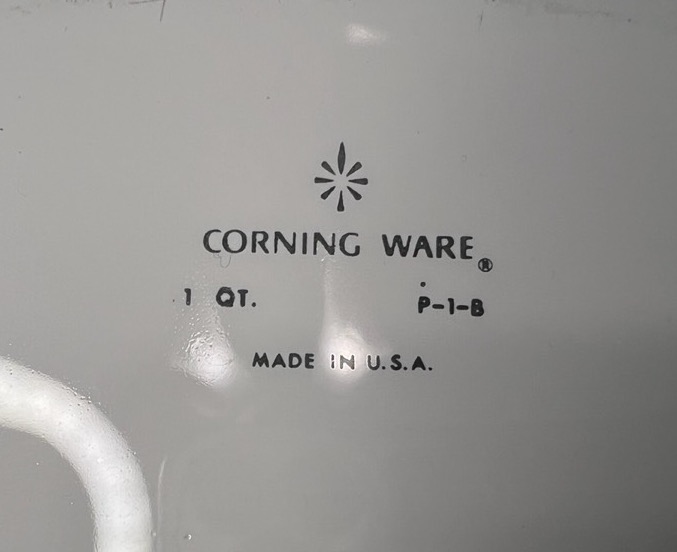 CORNING WARE®
1 QT. P-1-B
MADE IN U.S.A.